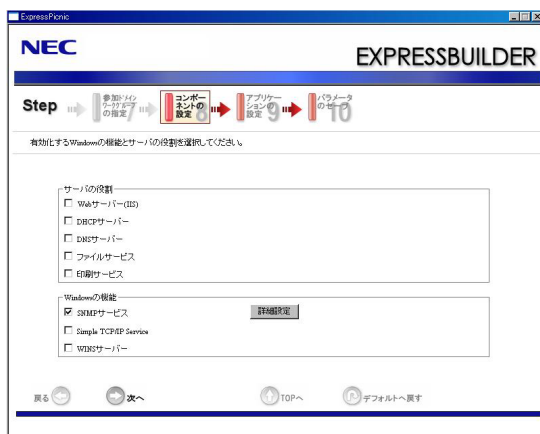 ExpressPicnic
NEC
EXPRESSBUILDER
Step
参加ドメイン
ワークグループ
の指定
7
コンポー
ネントの
設定
8
アプリケー
ションの
設定
9
パラメータ
のセーブ
10
有効化するWindowsの機能とサーバの役割を選択してください。
サーバの役割
Webサーバー(IIS)
DHCPサーバー
DNSサーバー
ファイルサービス
印刷サービス
Windowsの機能
SNMPサービス
詳細設定
Simple TCP/IP Service
WINSサーバー
戻る
次へ
TOPへ
デフォルトへ戻す